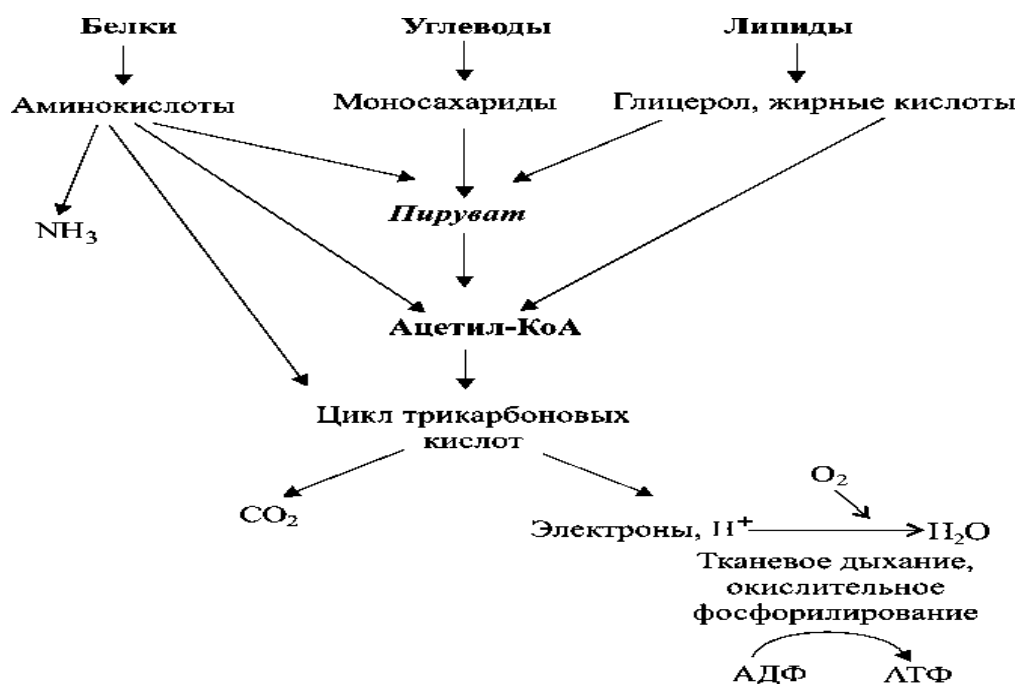 Белки Углеводы Липиды
Аминокислоты Моносахариды Глицерол, жирные кислоты
Пируват
NH₃
Ацетил-КоА
Цикл трикарбоновых
кислот
O₂
CO₂
Электроны, H⁺ H₂O
Тканевое дыхание,
окислительное
фосфорилирование
АДФ АТФ